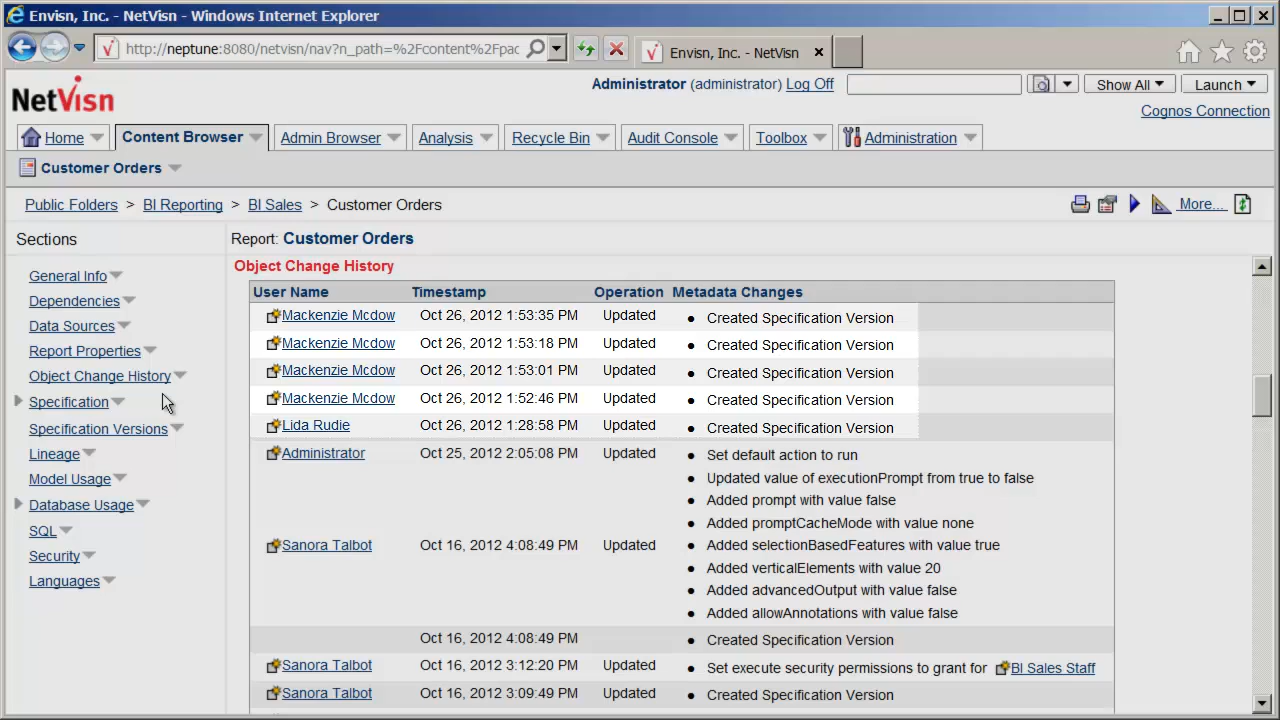 Envisn, Inc. - NetVisn - Windows Internet Explorer
http://neptune:8080/netvisn/nav?n_path=%2Fcontent%2Fpac
Envisn, Inc. - NetVisn
NetVisn
Administrator (administrator) Log Off
Show All
Launch
Cognos Connection
Home
Content Browser
Admin Browser
Analysis
Recycle Bin
Audit Console
Toolbox
Administration
Customer Orders
Public Folders > BI Reporting > BI Sales > Customer Orders
More...
Sections
General Info
Dependencies
Data Sources
Report Properties
Object Change History
Specification
Specification Versions
Lineage
Model Usage
Database Usage
SQL
Security
Languages
Report: Customer Orders
Object Change History
User Name Timestamp Operation Metadata Changes
Mackenzie Mcdow Oct 26, 2012 1:53:35 PM Updated • Created Specification Version
Mackenzie Mcdow Oct 26, 2012 1:53:18 PM Updated • Created Specification Version
Mackenzie Mcdow Oct 26, 2012 1:53:01 PM Updated • Created Specification Version
Mackenzie Mcdow Oct 26, 2012 1:52:46 PM Updated • Created Specification Version
Lida Rudie Oct 26, 2012 1:28:58 PM Updated • Created Specification Version
Administrator Oct 25, 2012 2:05:08 PM Updated • Set default action to run
• Updated value of executionPrompt from true to false
• Added prompt with value false
• Added promptCacheMode with value none
Sanora Talbot Oct 16, 2012 4:08:49 PM Updated • Added selectionBasedFeatures with value true
• Added verticalElements with value 20
• Added advancedOutput with value false
• Added allowAnnotations with value false
Oct 16, 2012 4:08:49 PM • Created Specification Version
Sanora Talbot Oct 16, 2012 3:12:20 PM Updated • Set execute security permissions to grant for BI Sales Staff
Sanora Talbot Oct 16, 2012 3:09:49 PM Updated • Created Specification Version